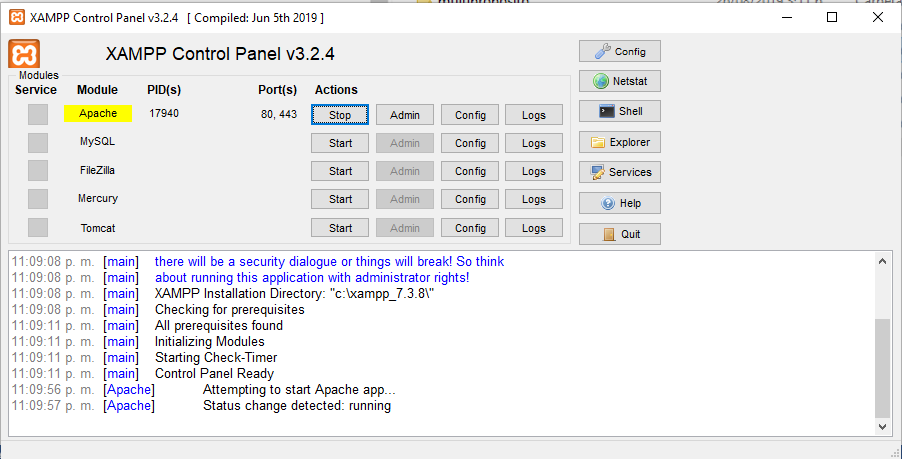 XAMPP Control Panel v3.2.4 [ Compiled: Jun 5th 2019 ]
XAMPP Control Panel v3.2.4
Modules
Service Module PID(s) Port(s) Actions
Apache 17940 80, 443 Stop Admin Config Logs
MySQL Start Admin Config Logs
FileZilla Start Admin Config Logs
Mercury Start Admin Config Logs
Tomcat Start Admin Config Logs
Config
Netstat
Shell
Explorer
Services
Help
Quit
11:09:08 p. m. [main] there will be a security dialogue or things will break! So think
11:09:08 p. m. [main] about running this application with administrator rights!
11:09:08 p. m. [main] XAMPP Installation Directory: "c:\xampp_7.3.8\"
11:09:08 p. m. [main] Checking for prerequisites
11:09:11 p. m. [main] All prerequisites found
11:09:11 p. m. [main] Initializing Modules
11:09:11 p. m. [main] Starting Check-Timer
11:09:11 p. m. [main] Control Panel Ready
11:09:56 p. m. [Apache] Attempting to start Apache app...
11:09:57 p. m. [Apache] Status change detected: running